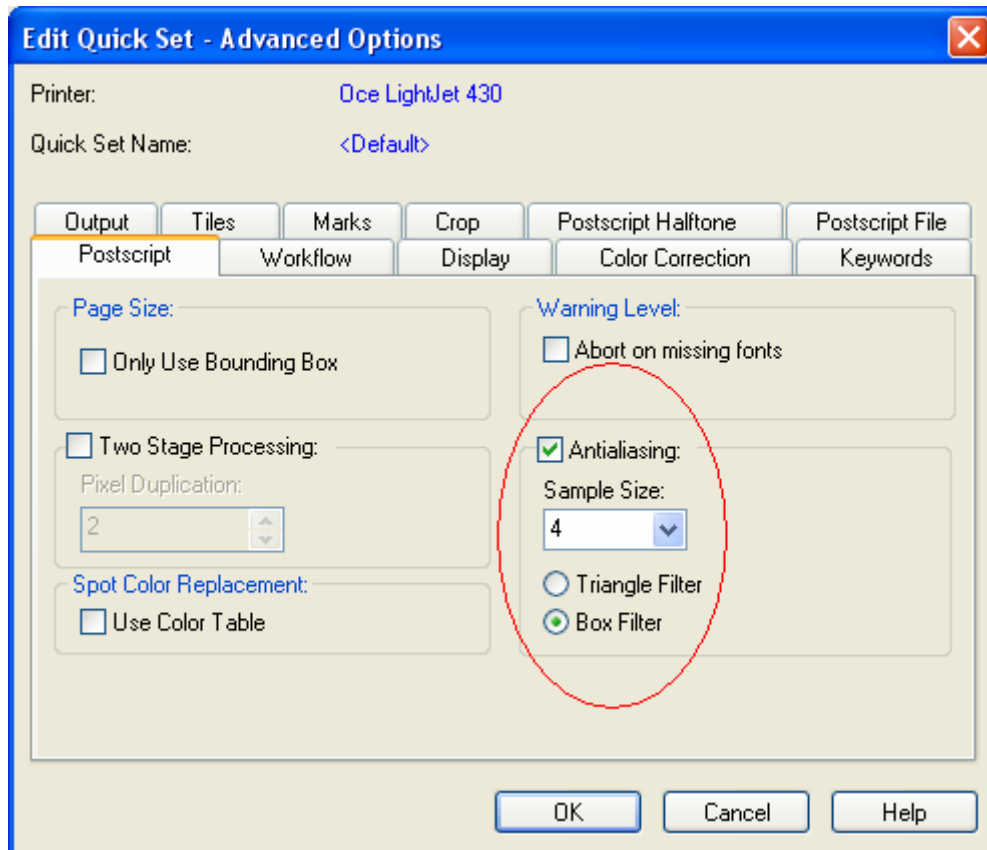 Edit Quick Set - Advanced Options
Printer: Oce LightJet 430
Quick Set Name: <Default>
Output Tiles Marks Crop Postscript Halftone Postscript File
Postscript Workflow Display Color Correction Keywords
Page Size:
Only Use Bounding Box
Warning Level:
Abort on missing fonts
Two Stage Processing:
Pixel Duplication:
2
Antialiasing:
Sample Size:
4
Triangle Filter
Box Filter
Spot Color Replacement:
Use Color Table
OK Cancel Help